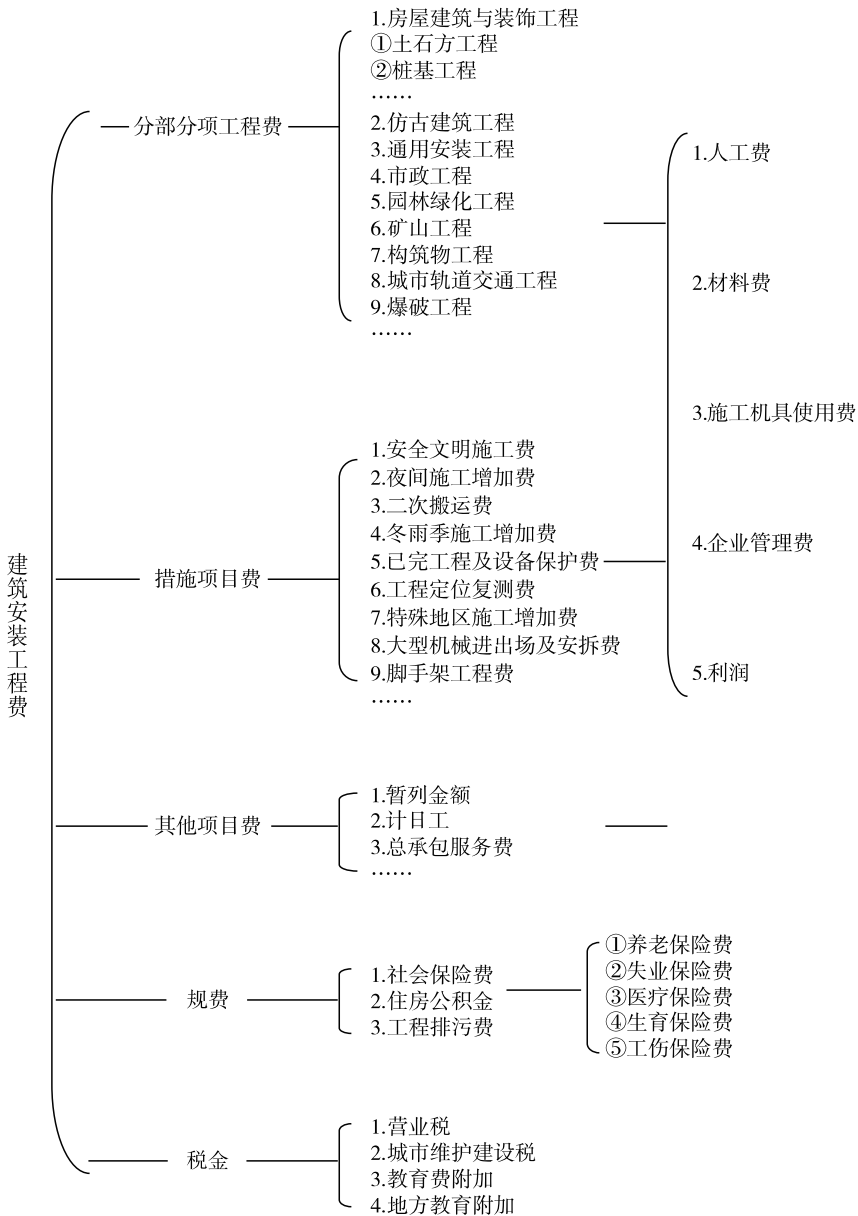 建筑安装工程费
分部分项工程费
1.房屋建筑与装饰工程
①土石方工程
②桩基工程
……
2.仿古建筑工程
3.通用安装工程
4.市政工程
5.园林绿化工程
6.矿山工程
7.构筑物工程
8.城市轨道交通工程
9.爆破工程
……
措施项目费
1.安全文明施工费
2.夜间施工增加费
3.二次搬运费
4.冬雨季施工增加费
5.已完工程及设备保护费
6.工程定位复测费
7.特殊地区施工增加费
8.大型机械进出场及安拆费
9.脚手架工程费
……
1.人工费
2.材料费
3.施工机具使用费
4.企业管理费
5.利润
其他项目费
1.暂列金额
2.计日工
3.总承包服务费
……
规费
1.社会保险费
2.住房公积金
3.工程排污费
①养老保险费
②失业保险费
③医疗保险费
④生育保险费
⑤工伤保险费
税金
1.营业税
2.城市维护建设税
3.教育费附加
4.地方教育附加